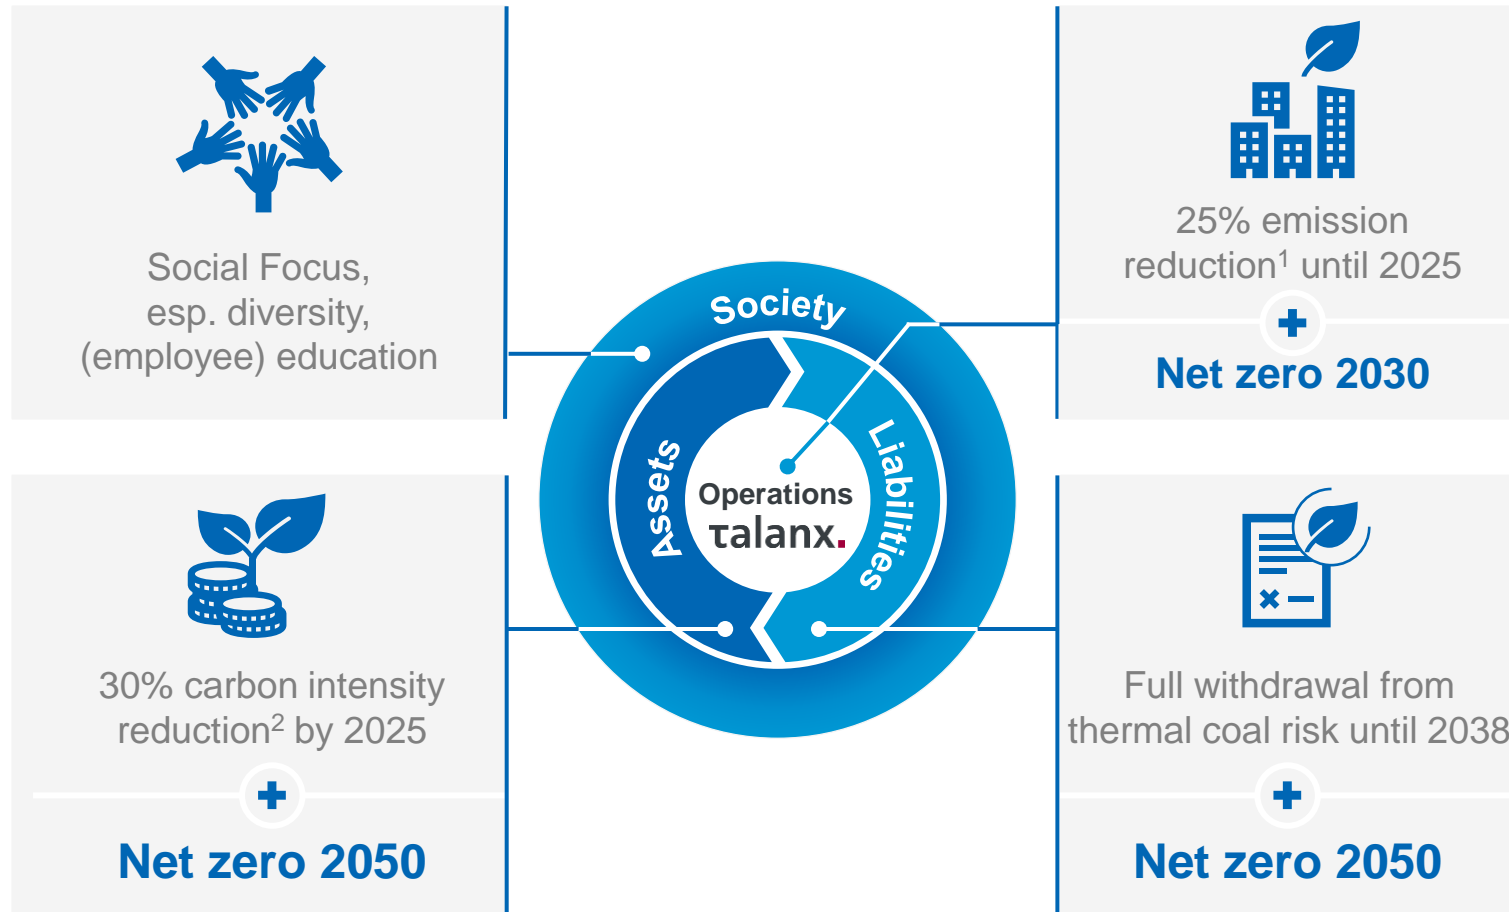 Social Focus,
esp. diversity,
(employee) education
25% emission
reduction¹ until 2025
Net zero 2030
Society
Assets
Liabilities
Operations
talanx.
30% carbon intensity
reduction² by 2025
Net zero 2050
Full withdrawal from
thermal coal risk until 2038
Net zero 2050